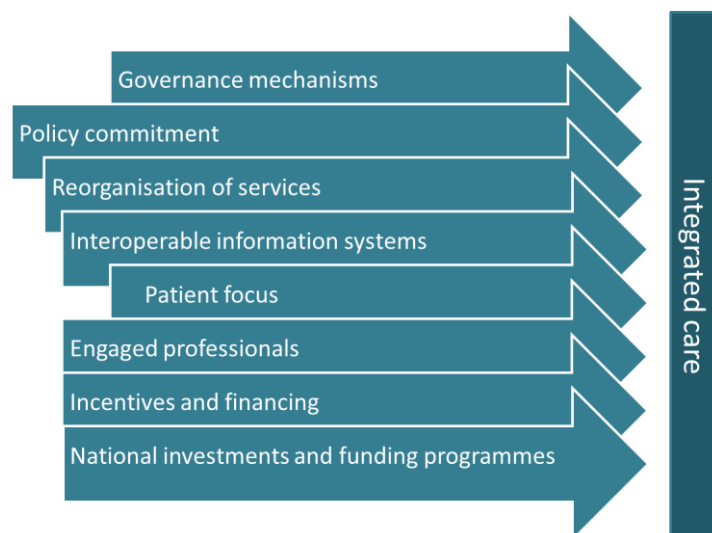 Governance mechanisms
Policy commitment
Reorganisation of services
Interoperable information systems
Patient focus
Engaged professionals
Incentives and financing
National investments and funding programmes
Integrated care